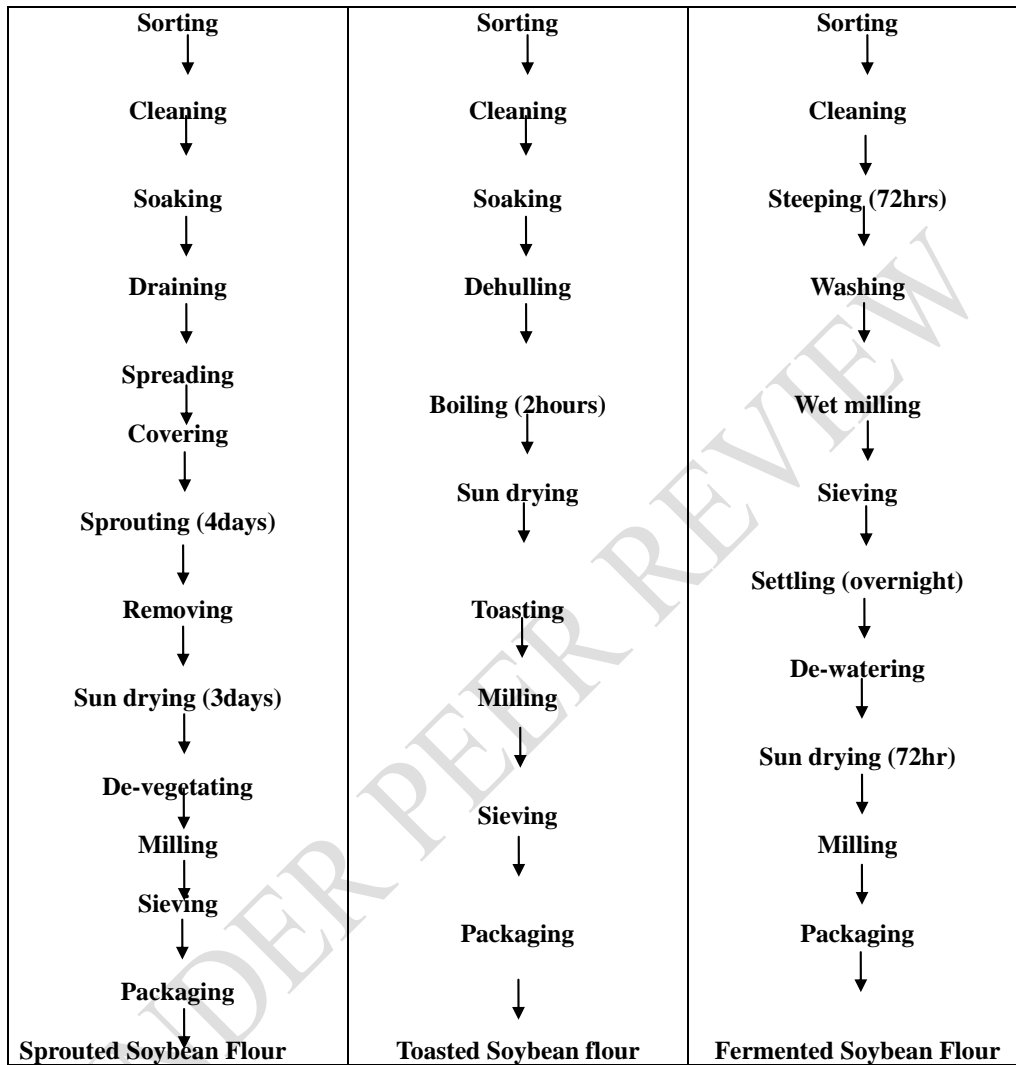 Sorting
Cleaning
Soaking
Draining
Spreading
Covering
Sprouting (4days)
Removing
Sun drying (3days)
De-vegetating
Milling
Sieving
Packaging
Sprouted Soybean Flour
Sorting
Cleaning
Soaking
Dehulling
Boiling (2hours)
Sun drying
Toasting
Milling
Sieving
Packaging
Toasted Soybean flour
Sorting
Cleaning
Steeping (72hrs)
Washing
Wet milling
Sieving
Settling (overnight)
De-watering
Sun drying (72hr)
Milling
Packaging
Fermented Soybean Flour
NDER PEER REVIEW